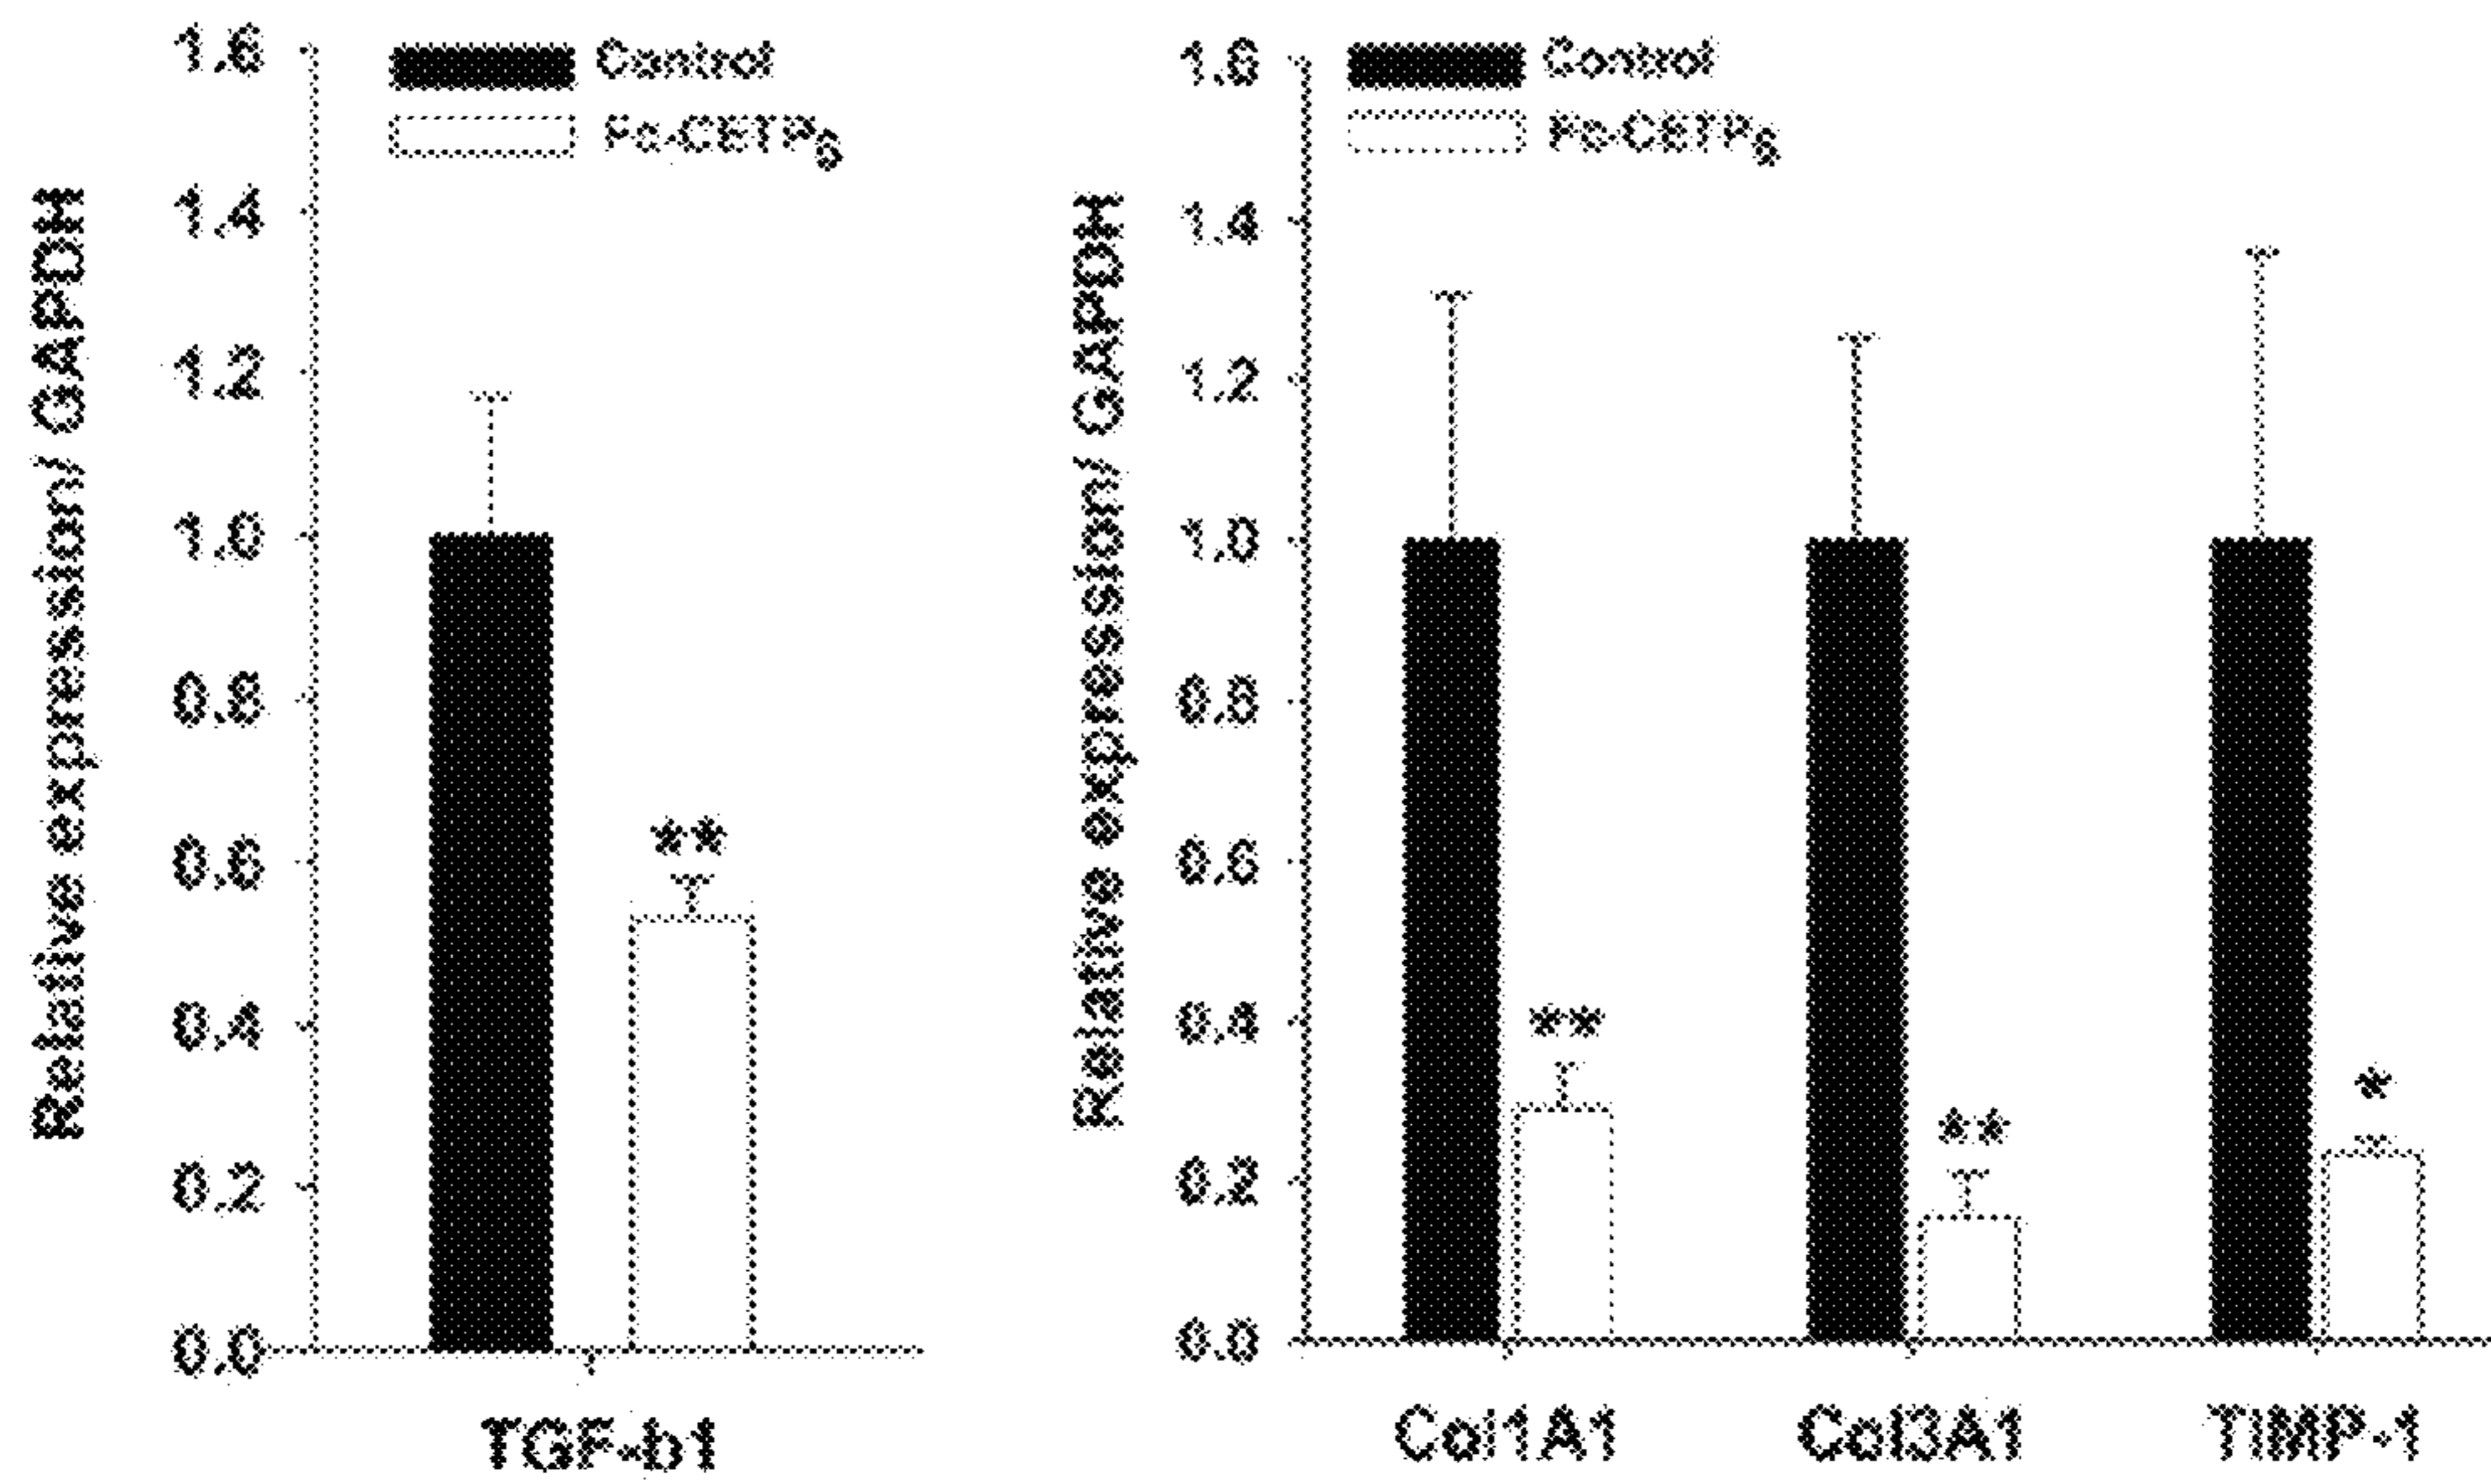 Relative expression/ GAPDH
1.6
1.4
1.2
1.0
0.8
0.6
0.4
0.2
0.0
Control
Fc-CETP6
**
TGF-b1
Relative expression/ GAPDH
1.6
1.4
1.2
1.0
0.8
0.6
0.4
0.2
0.0
Control
Fc-CETP6
**
**
*
Col1A1 Col3A1 TIMP-1